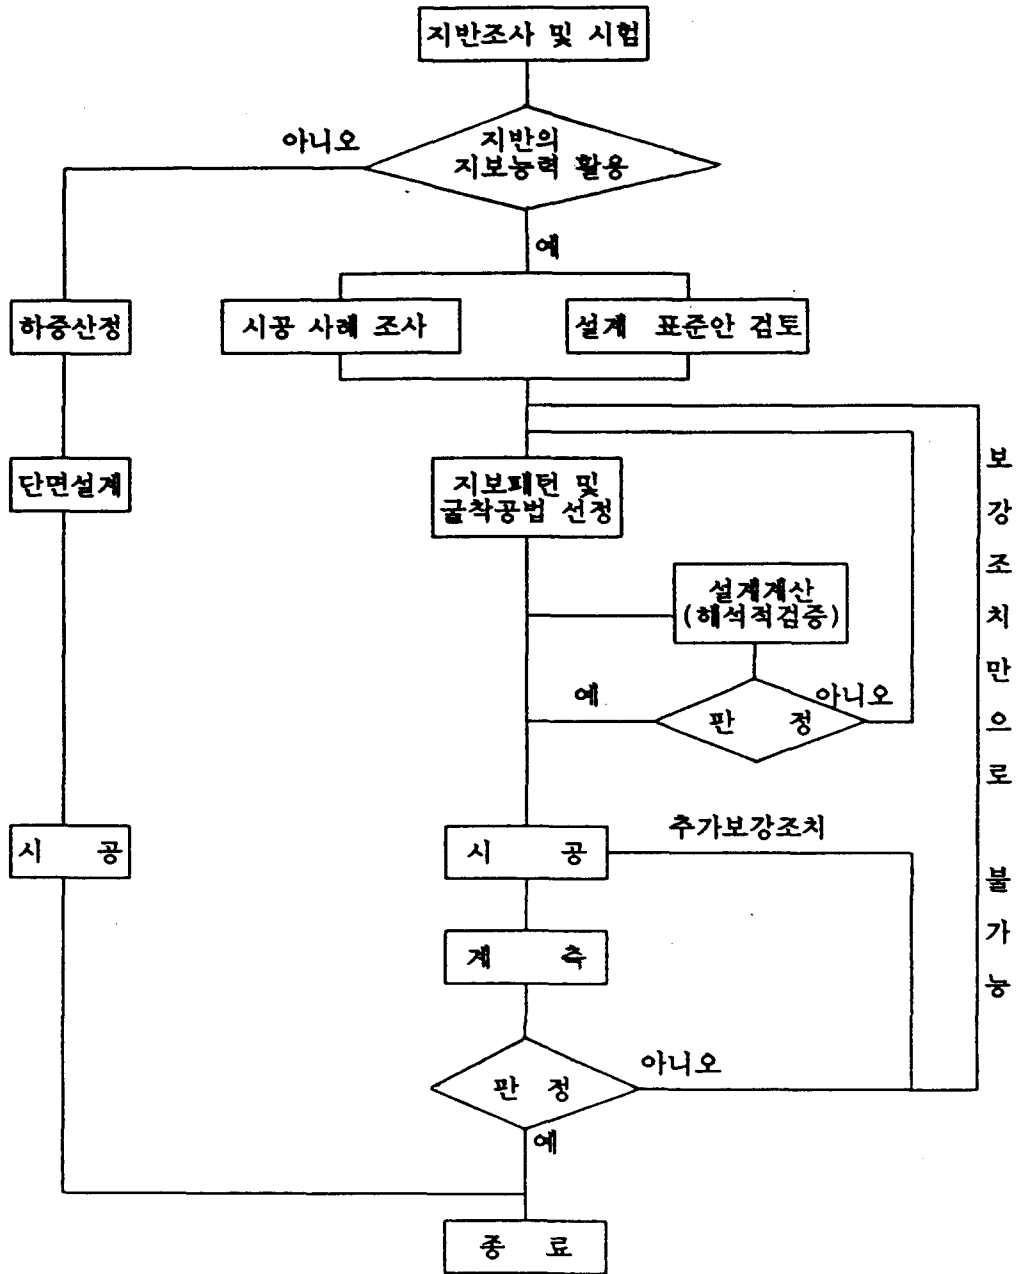 지반조사 및 시험
아니오
지반의
지보능력 활용
예
하중산정
시공 사례 조사
설계 표준안 검토
단면설계
지보패턴 및
굴착공법 선정
설계계산
(해석적검증)
예
아니오
판 정
보강조치만으로 불가능
시 공
시 공
추가보강조치
계 측
판 정
아니오
예
종 료